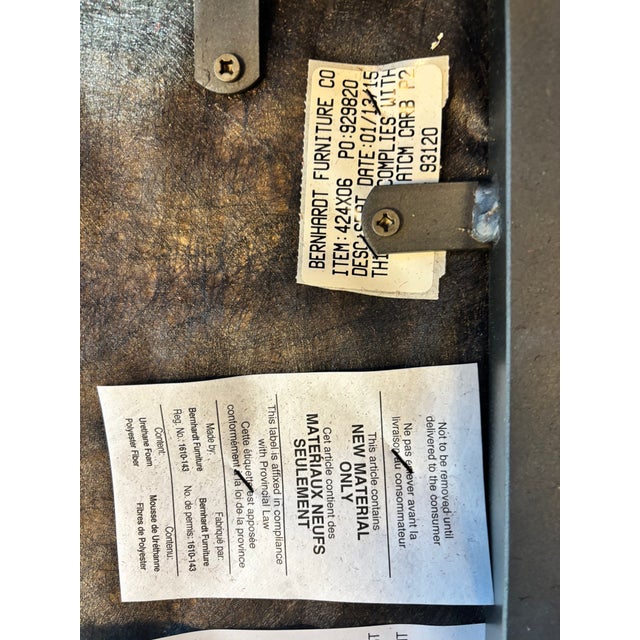 BERNHARDT FURNITURE CO
ITEM:424X06 PO:929820
DESC:SEAT DATE:01/13/15
COMPLIES WITH
ATCM CARB P2
93120
Not to be removed until
delivered to the consumer
Ne pas enlever avant la
livraison au consommateur
This article contains
NEW MATERIAL
ONLY
Cet article contient des
MATERIAUX NEUFS
SEULEMENT
This label is affixed in compliance
with Provincial Law
Cette étiquette est apposée
conformément à la loi de la province
Made by: Fabriqué par:
Bernhardt Furniture Bernhardt Furniture
Reg. No.: 1610-143 No. de permis: 1610-143
Content: Contenu:
Urethane Foam Mousse de Uréthanne
Polyester Fiber Fibres de Polyester